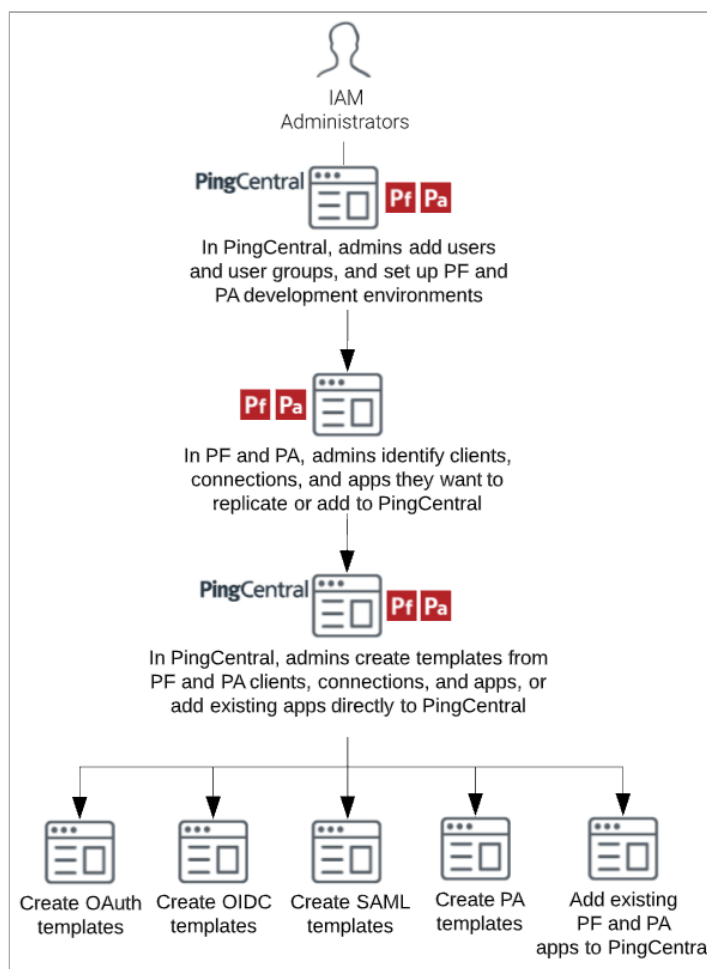 IAM
Administrators
PingCentral
Pf Pa
In PingCentral, admins add users
and user groups, and set up PF and
PA development environments
Pf Pa
In PF and PA, admins identify clients,
connections, and apps they want to
replicate or add to PingCentral
PingCentral
Pf Pa
In PingCentral, admins create templates from
PF and PA clients, connections, and apps, or
add existing apps directly to PingCentral
Create OAuth
templates
Create OIDC
templates
Create SAML
templates
Create PA
templates
Add existing
PF and PA
apps to PingCentral